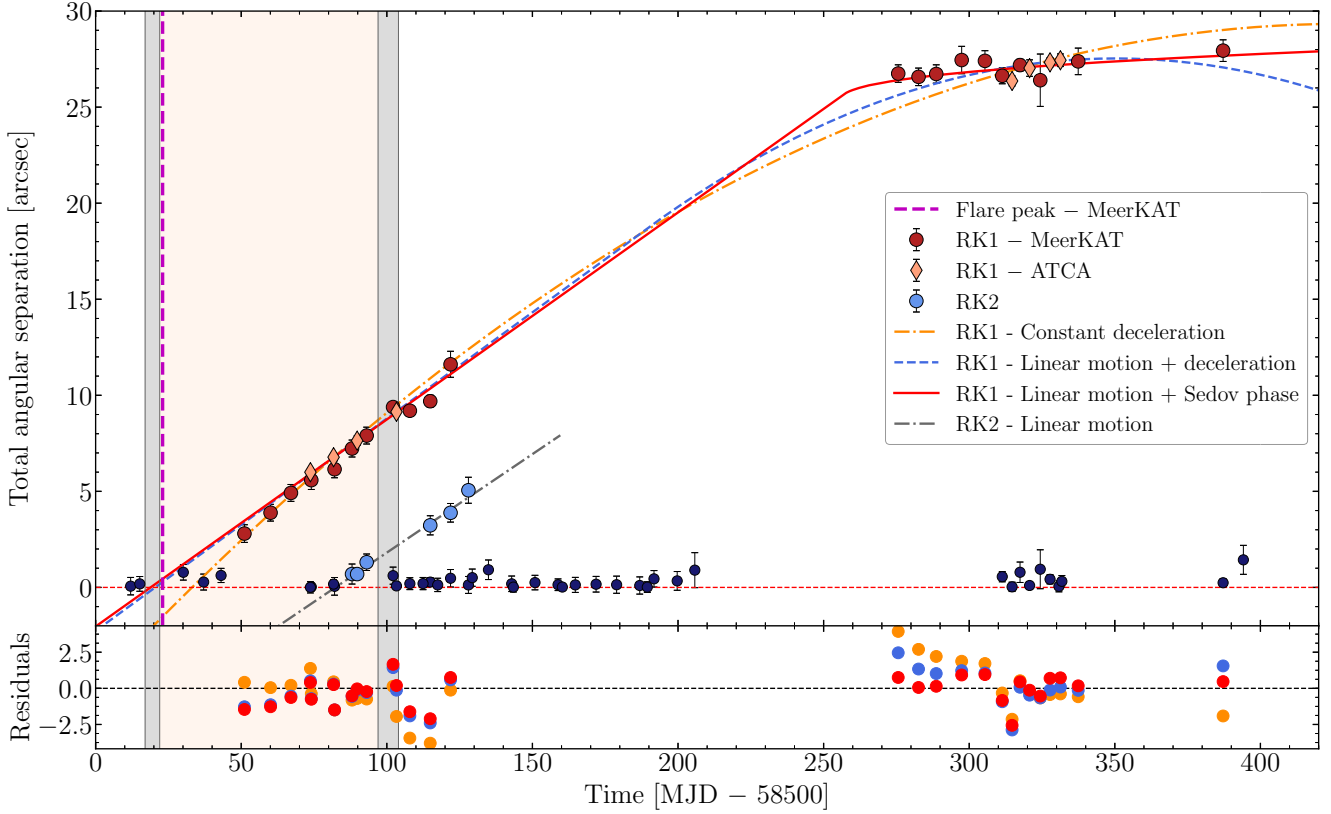 Total angular separation [arcsec]
30
25
20
15
10
5
0
Flare peak − MeerKAT
RK1 − MeerKAT
RK1 − ATCA
RK2
RK1 - Constant deceleration
RK1 - Linear motion + deceleration
RK1 - Linear motion + Sedov phase
RK2 - Linear motion
Residuals
2.5
0.0
−2.5
0 50 100 150 200 250 300 350 400
Time [MJD − 58500]